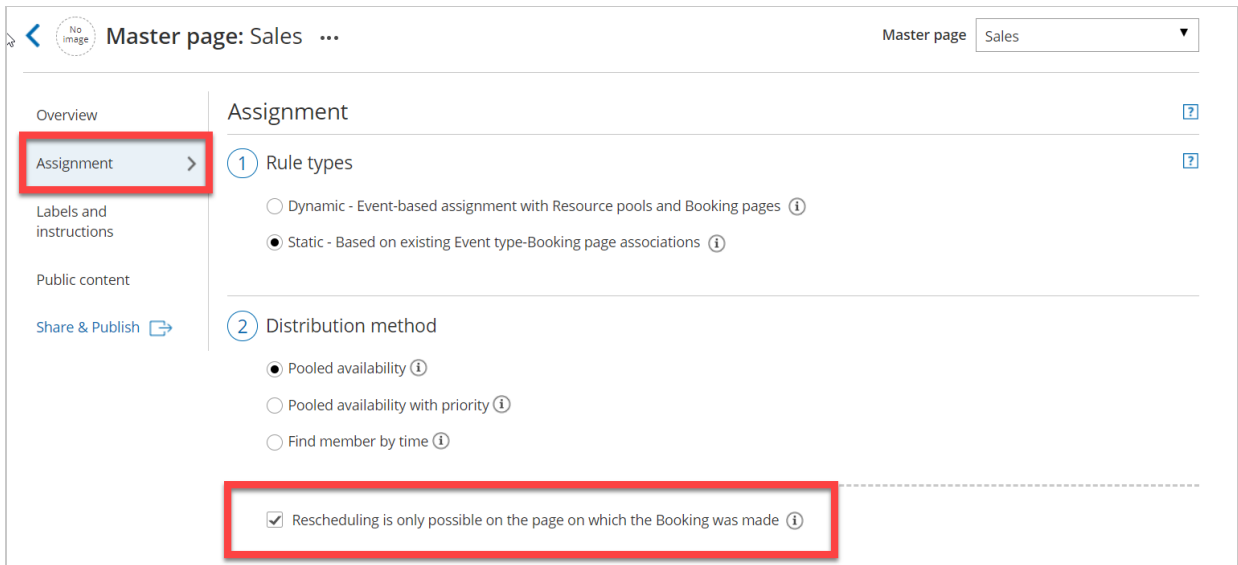 No
image
Master page: Sales ...
Master page
Sales
Overview
Assignment
Labels and
instructions
Public content
Share & Publish
Assignment
?
1 Rule types
?
Dynamic - Event-based assignment with Resource pools and Booking pages i
Static - Based on existing Event type-Booking page associations i
2 Distribution method
Pooled availability i
Pooled availability with priority i
Find member by time i
Rescheduling is only possible on the page on which the Booking was made i